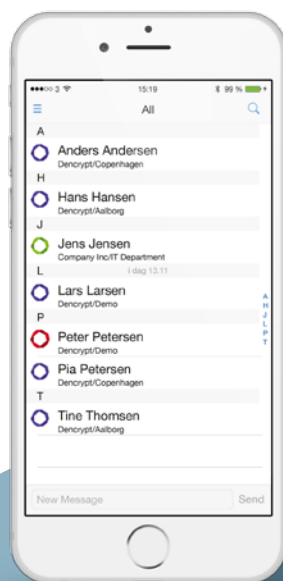 3 15:19 99 %
All
A
Anders Andersen
Dencrypt/Copenhagen
H
Hans Hansen
Dencrypt/Aalborg
J
Jens Jensen
Company Inc/IT Department
L i dag 13.11
Lars Larsen
Dencrypt/Demo
P
Peter Petersen
Dencrypt/Demo
Pia Petersen
Dencrypt/Copenhagen
T
Tine Thomsen
Dencrypt/Aalborg
A
H
J
L
P
T
New Message Send